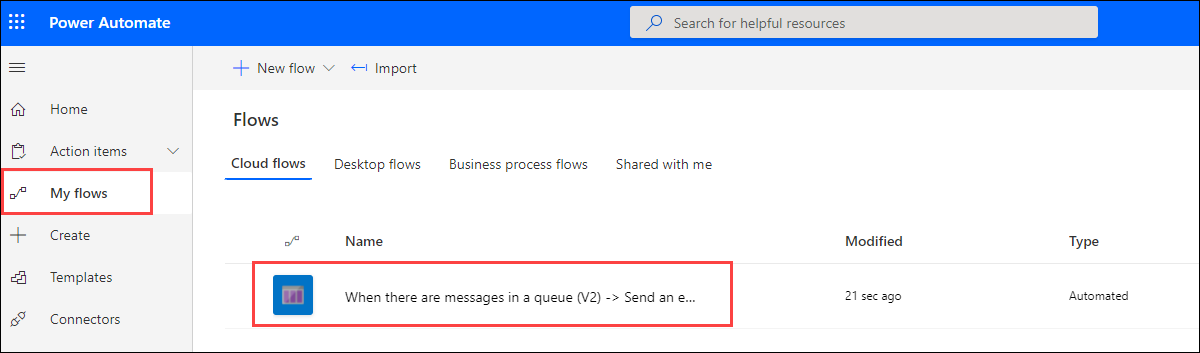 Power Automate
Search for helpful resources
New flow
Import
Home
Action items
My flows
Create
Templates
Connectors
Flows
Cloud flows Desktop flows Business process flows Shared with me
Name Modified Type
When there are messages in a queue (V2) -> Send an e... 21 sec ago Automated